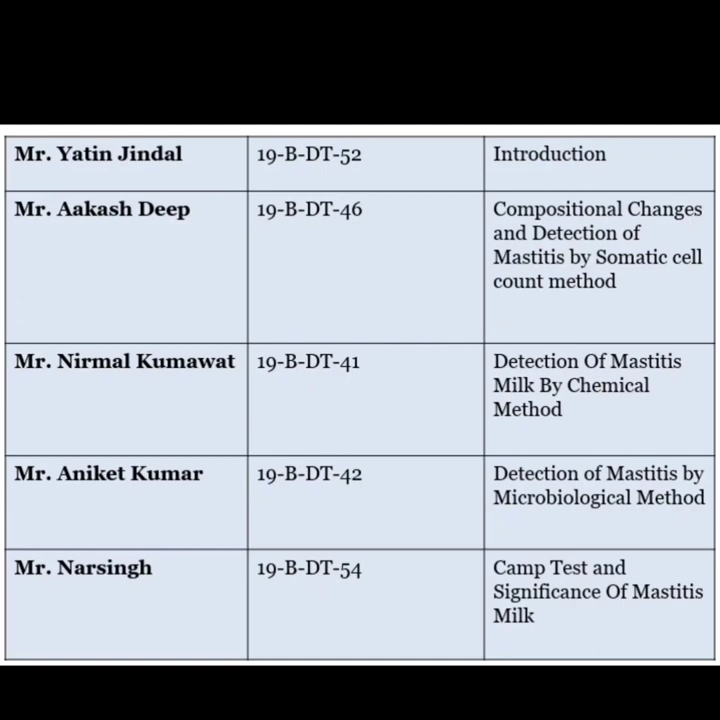 Mr. Yatin Jindal 19-B-DT-52 Introduction
Mr. Aakash Deep 19-B-DT-46 Compositional Changes
and Detection of
Mastitis by Somatic cell
count method
Mr. Nirmal Kumawat 19-B-DT-41 Detection Of Mastitis
Milk By Chemical
Method
Mr. Aniket Kumar 19-B-DT-42 Detection of Mastitis by
Microbiological Method
Mr. Narsingh 19-B-DT-54 Camp Test and
Significance Of Mastitis
Milk